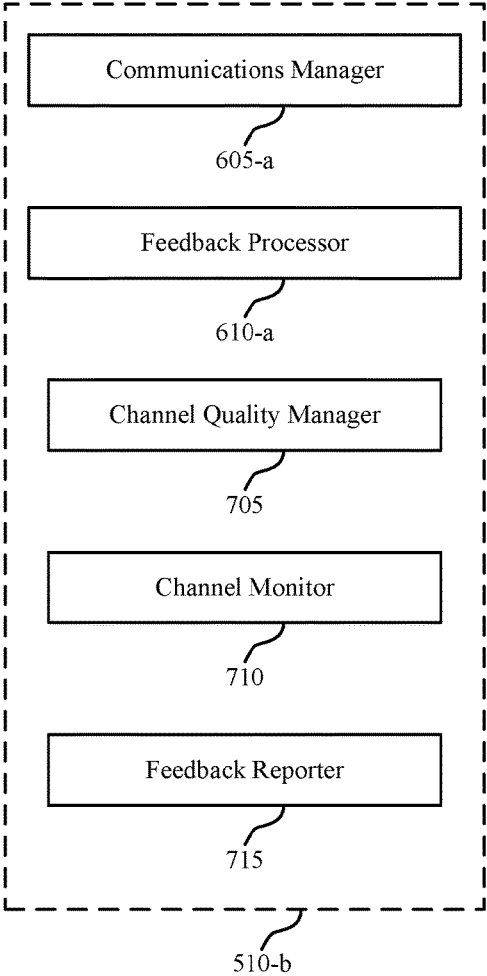 Communications Manager
605-a
Feedback Processor
610-a
Channel Quality Manager
705
Channel Monitor
710
Feedback Reporter
715
510-b